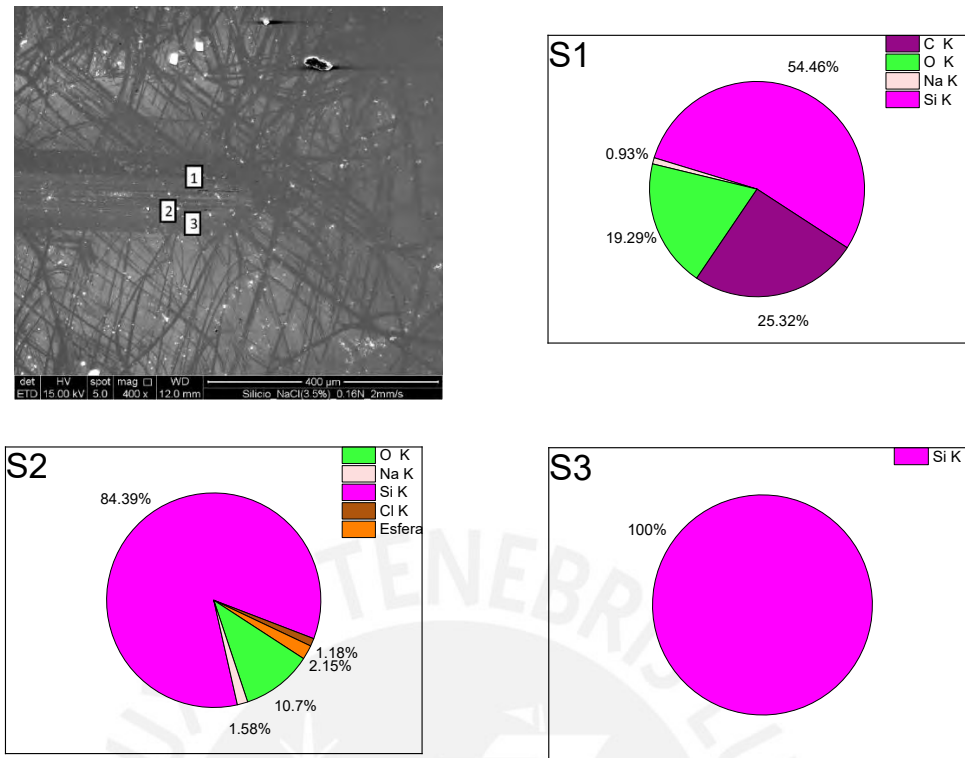 1
2
3
det HV spot mag □ WD 400 µm
ETD 15.00 kV 5.0 400 x 12.0 mm Silicio_NaCl(3.5%)_0.16N_2mm/s
S1
C K
O K
Na K
Si K
54.46%
0.93%
19.29%
25.32%
S2
O K
Na K
Si K
Cl K
Esfera
84.39%
1.18%
2.15%
10.7%
1.58%
S3
Si K
100%
TENEBRIS